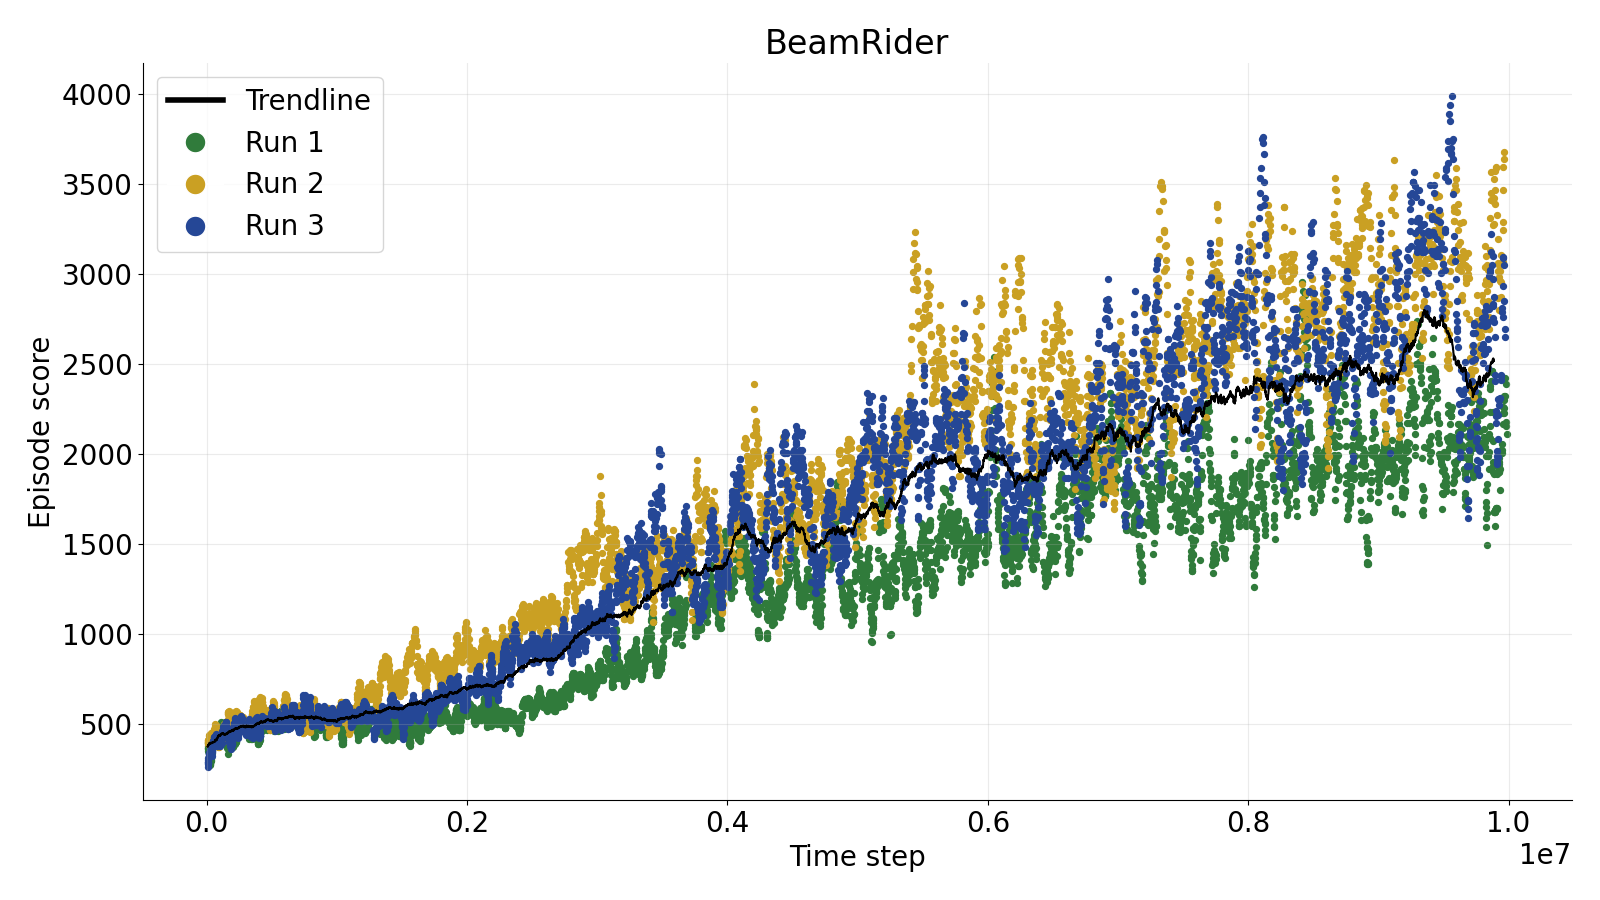 BeamRider
Trendline
Run 1
Run 2
Run 3
4000
3500
3000
2500
2000
1500
1000
500
Episode score
0.0 0.2 0.4 0.6 0.8 1.0
1e7
Time step